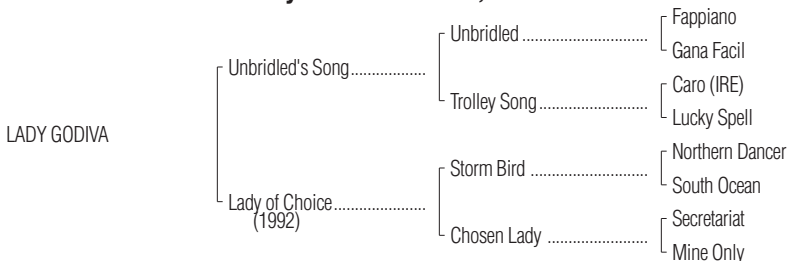 Fappiano
Unbridled ..............................
Gana Facil
Unbridled's Song..................
Caro (IRE)
Trolley Song..........................
Lucky Spell
LADY GODIVA
Northern Dancer
Storm Bird ............................
South Ocean
Lady of Choice......................
(1992)
Secretariat
Chosen Lady ........................
Mine Only